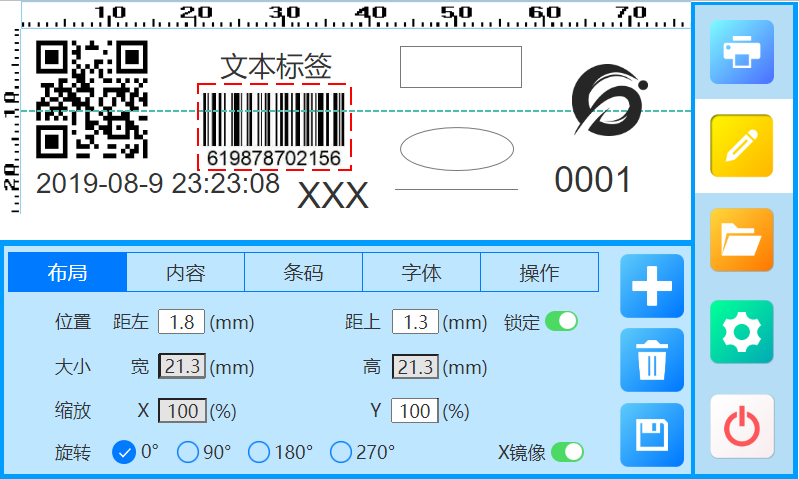 1,0 2,0 3,0 4,0 5,0 6,0 7,0
1,0
2,0
文本标签
619878702156
2019-08-9 23:23:08
XXX
0001
布局 内容 条码 字体 操作
位置 距左 1.8 (mm) 距上 1.3 (mm) 锁定
大小 宽 21.3 (mm) 高 21.3 (mm)
缩放 X 100 (%) Y 100 (%)
旋转 0° 90° 180° 270° X镜像